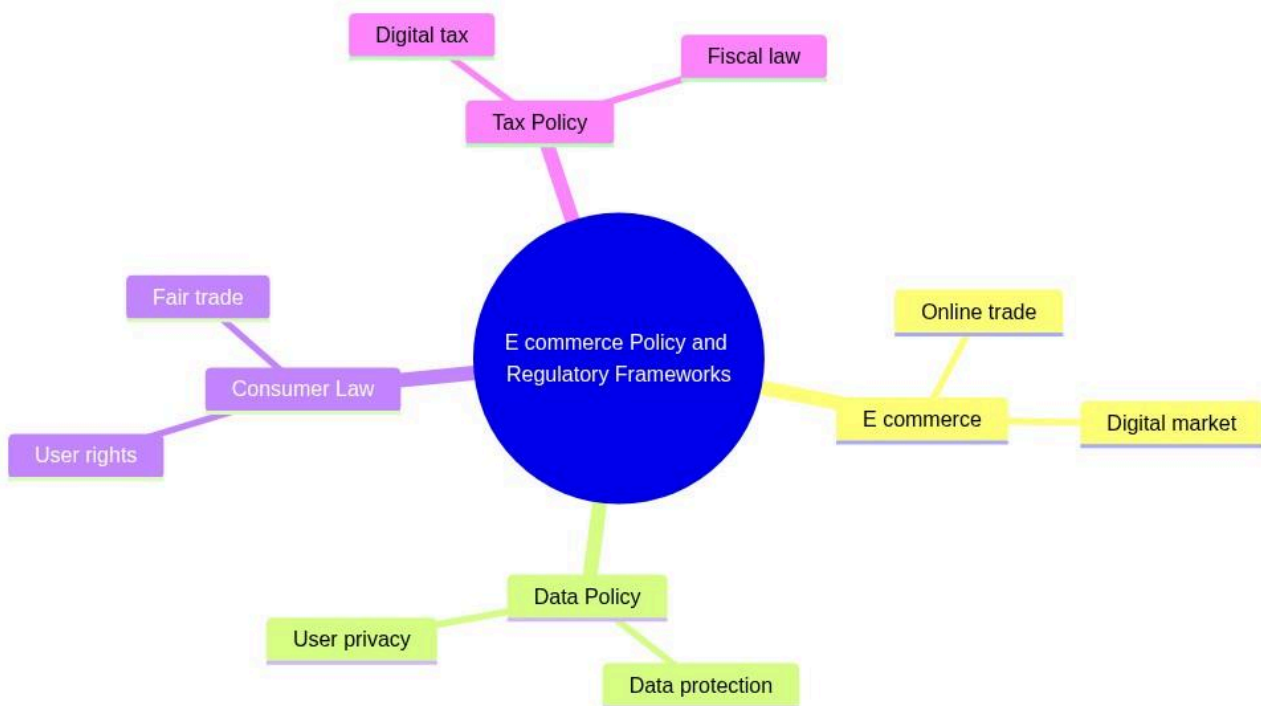 Digital tax
Fiscal law
Tax Policy
Fair trade
Online trade
E commerce Policy and
Regulatory Frameworks
Consumer Law
E commerce
Digital market
User rights
Data Policy
User privacy
Data protection